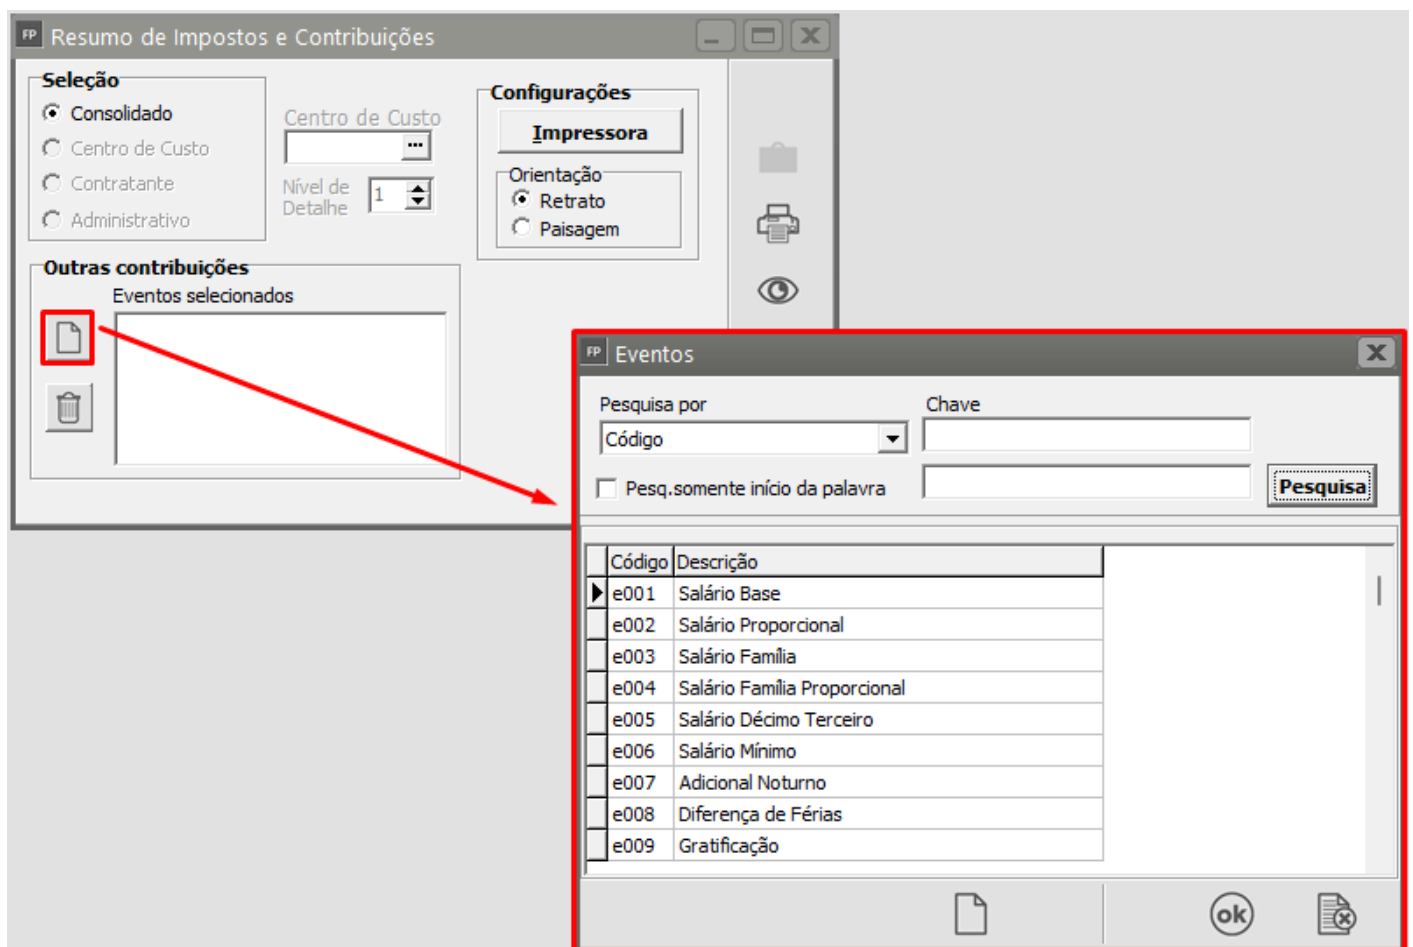 FP Resumo de Impostos e Contribuições
Seleção
Consolidado
Centro de Custo
Contratante
Administrativo
Centro de Custo
...
Nível de
Detalhe
1
Configurações
Impressora
Orientação
Retrato
Paisagem
Outras contribuições
Eventos selecionados
FP Eventos
Pesquisa por
Chave
Código
Pesq.somente início da palavra
Pesquisa
Código Descrição
e001 Salário Base
e002 Salário Proporcional
e003 Salário Família
e004 Salário Família Proporcional
e005 Salário Décimo Terceiro
e006 Salário Mínimo
e007 Adicional Noturno
e008 Diferença de Férias
e009 Gratificação
ok